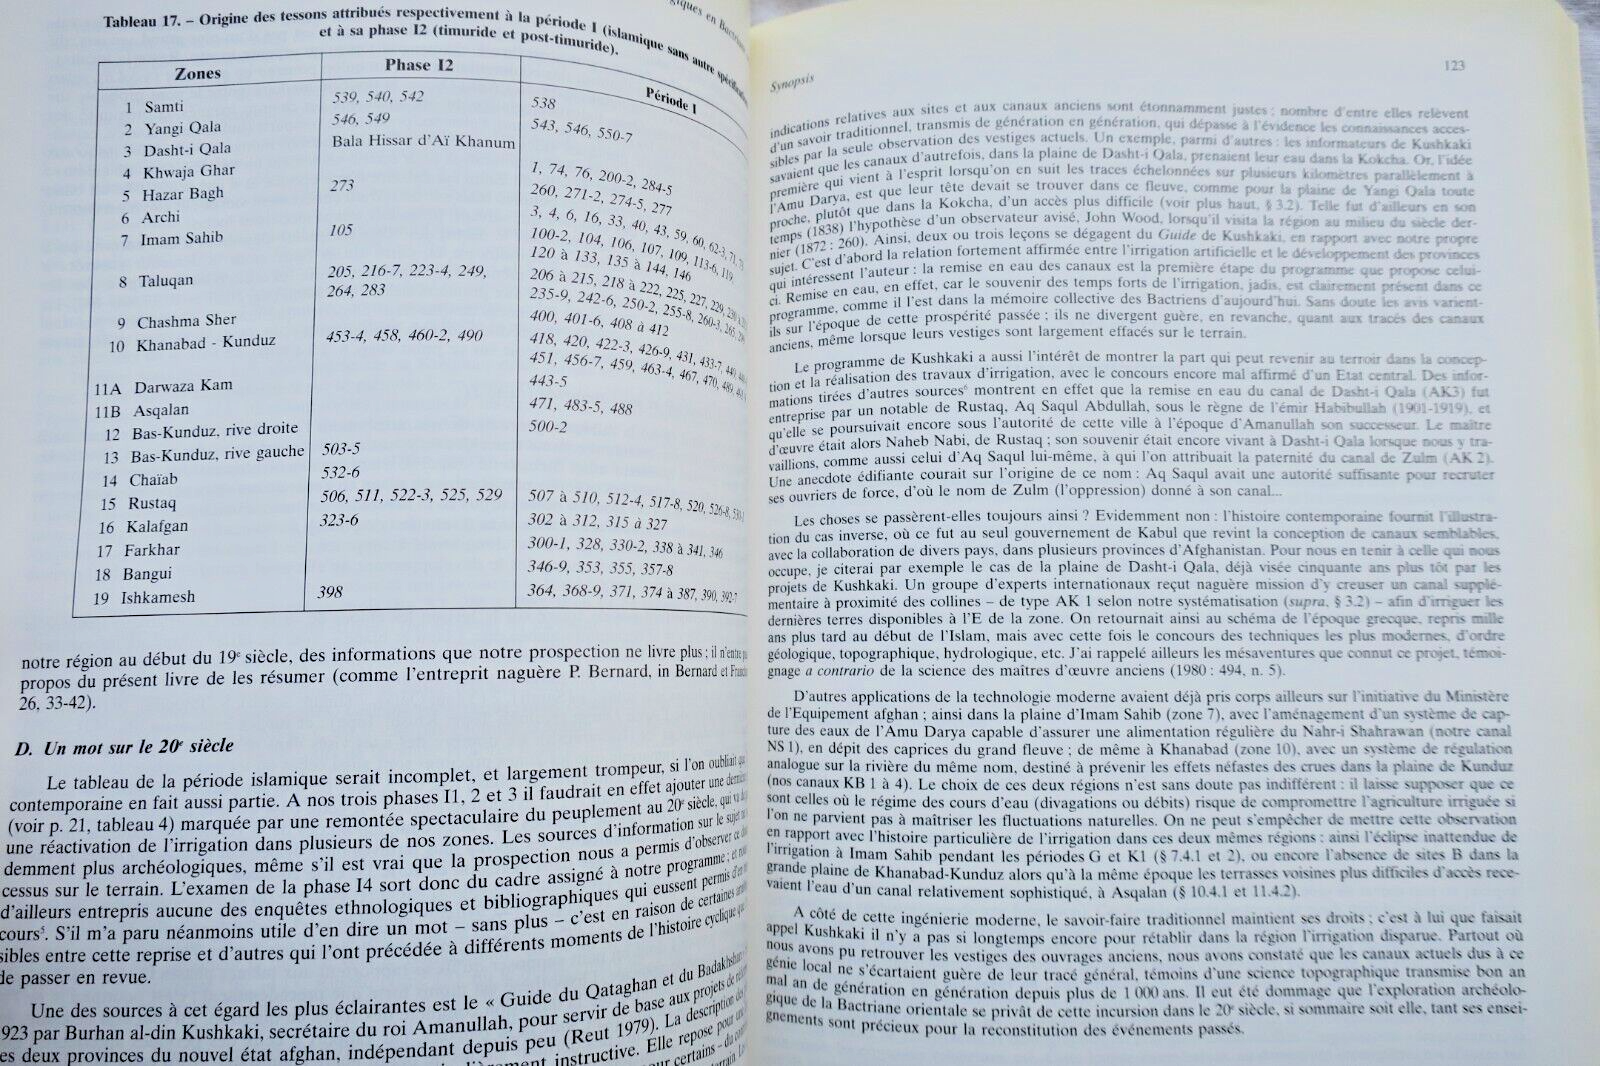 giques en Bactriane
Tableau 17. – Origine des tessons attribués respectivement à la période I (islamique sans autre
et à sa phase I2 (timuride et post-timuride).
Zones Phase I2 Période I
1 Samti 539, 540, 542 538
2 Yangi Qala 546, 549 543, 546, 550-7
3 Dasht-i Qala Bala Hissar d'Aï Khanum
4 Khwaja Ghar 1, 74, 76, 200-2, 284-5
5 Hazar Bagh 273 260, 271-2, 274-5, 277
6 Archi 3, 4, 6, 16, 33, 40, 43, 59, 60, 62-3, 71, 73
7 Imam Sahib 105 100-2, 104, 106, 107, 109, 113-6, 119,
120 à 133, 135 à 144, 146
8 Taluqan 205, 216-7, 223-4, 249, 206 à 215, 218 à 222, 225, 227, 229,
264, 283 235-9, 242-6, 250-2, 255-8, 260-3,
9 Chashma Sher 400, 401-6, 408 à 412
10 Khanabad - Kunduz 453-4, 458, 460-2, 490 418, 420, 422-3, 426-9, 431, 433-7,
451, 456-7, 459, 463-4, 467, 470, 489,
11A Darwaza Kam 443-5
11B Asqalan 471, 483-5, 488
12 Bas-Kunduz, rive droite 500-2
13 Bas-Kunduz, rive gauche 503-5
14 Chaïab 532-6
15 Rustaq 506, 511, 522-3, 525, 529 507 à 510, 512-4, 517-8, 520, 526-8,
16 Kalafgan 323-6 302 à 312, 315 à 327
17 Farkhar 300-1, 328, 330-2, 338 à 341, 346
18 Bangui 346-9, 353, 355, 357-8
19 Ishkamesh 398 364, 368-9, 371, 374 à 387, 390, 392-7
notre région au début du 19e siècle, des informations que notre prospection ne livre plus ; il n'entre
propos du présent livre de les résumer (comme l'entreprit naguère P. Bernard, in Bernard et
26, 33-42).
D. Un mot sur le 20e siècle
Le tableau de la période islamique serait incomplet, et largement trompeur, si l'on oubliait
contemporaine en fait aussi partie. A nos trois phases I1, 2 et 3 il faudrait en effet ajouter une
(voir p. 21, tableau 4) marquée par une remontée spectaculaire du peuplement au 20e siècle, qui
une réactivation de l'irrigation dans plusieurs de nos zones. Les sources d'information sur le sujet
demment plus archéologiques, même s'il est vrai que la prospection nous a permis d'observer ce
cessus sur le terrain. L'examen de la phase I4 sort donc du cadre assigné à notre programme ;
d'ailleurs entrepris aucune des enquêtes ethnologiques et bibliographiques qui eussent permis
cours5. S'il m'a paru néanmoins utile d'en dire un mot – sans plus – c'est en raison de certaines
sibles entre cette reprise et d'autres qui l'ont précédée à différents moments de l'histoire cyclique
de passer en revue.
Une des sources à cet égard les plus éclairantes est le « Guide du Qataghan et du Badakhshan
1923 par Burhan al-din Kushkaki, secrétaire du roi Amanullah, pour servir de base aux projets de
es deux provinces du nouvel état afghan, indépendant depuis peu (Reut 1979). La description
instructive. Elle repose pour
pour certains – du
Synopsis 123
indications relatives aux sites et aux canaux anciens sont étonnamment justes ; nombre d'entre elles relèvent
d'un savoir traditionnel, transmis de génération en génération, qui dépasse à l'évidence les connaissances acces-
sibles par la seule observation des vestiges actuels. Un exemple, parmi d'autres : les informateurs de Kushkaki
savaient que les canaux d'autrefois, dans la plaine de Dasht-i Qala, prenaient leur eau dans la Kokcha. Or, l'idée
première qui vient à l'esprit lorsqu'on en suit les traces échelonnées sur plusieurs kilomètres parallèlement à
l'Amu Darya, est que leur tête devait se trouver dans ce fleuve, comme pour la plaine de Yangi Qala toute
proche, plutôt que dans la Kokcha, d'un accès plus difficile (voir plus haut, § 3.2). Telle fut d'ailleurs en son
temps (1838) l'hypothèse d'un observateur avisé, John Wood, lorsqu'il visita la région au milieu du siècle der-
nier (1872 : 260). Ainsi, deux ou trois leçons se dégagent du Guide de Kushkaki, en rapport avec notre propre
sujet. C'est d'abord la relation fortement affirmée entre l'irrigation artificielle et le développement des provinces
qui intéressent l'auteur : la remise en eau des canaux est la première étape du programme que propose celui-
ci. Remise en eau, en effet, car le souvenir des temps forts de l'irrigation, jadis, est clairement présent dans ce
programme, comme il l'est dans la mémoire collective des Bactriens d'aujourd'hui. Sans doute les avis varient-
ils sur l'époque de cette prospérité passée ; ils ne divergent guère, en revanche, quant aux tracés des canaux
anciens, même lorsque leurs vestiges sont largement effacés sur le terrain.
Le programme de Kushkaki a aussi l'intérêt de montrer la part qui peut revenir au terroir dans la concep-
tion et la réalisation des travaux d'irrigation, avec le concours encore mal affirmé d'un Etat central. Des infor-
mations tirées d'autres sources6 montrent en effet que la remise en eau du canal de Dasht-i Qala (AK3) fut
entreprise par un notable de Rustaq, Aq Saqul Abdullah, sous le règne de l'émir Habibullah (1901-1919), et
qu'elle se poursuivait encore sous l'autorité de cette ville à l'époque d'Amanullah son successeur. Le maître
d'œuvre était alors Naheb Nabi, de Rustaq ; son souvenir était encore vivant à Dasht-i Qala lorsque nous y tra-
vaillions, comme aussi celui d'Aq Saqul lui-même, à qui l'on attribuait la paternité du canal de Zulm (AK 2).
Une anecdote édifiante courait sur l'origine de ce nom : Aq Saqul avait une autorité suffisante pour recruter
ses ouvriers de force, d'où le nom de Zulm (l'oppression) donné à son canal...
Les choses se passèrent-elles toujours ainsi ? Evidemment non : l'histoire contemporaine fournit l'illustra-
tion du cas inverse, où ce fut au seul gouvernement de Kabul que revint la conception de canaux semblables,
avec la collaboration de divers pays, dans plusieurs provinces d'Afghanistan. Pour nous en tenir à celle qui nous
occupe, je citerai par exemple le cas de la plaine de Dasht-i Qala, déjà visée cinquante ans plus tôt par les
projets de Kushkaki. Un groupe d'experts internationaux reçut naguère mission d'y creuser un canal supplé-
mentaire à proximité des collines – de type AK 1 selon notre systématisation (supra, § 3.2) – afin d'irriguer les
dernières terres disponibles à l'E de la zone. On retournait ainsi au schéma de l'époque grecque, repris mille
ans plus tard au début de l'Islam, mais avec cette fois le concours des techniques les plus modernes, d'ordre
géologique, topographique, hydrologique, etc. J'ai rappelé ailleurs les mésaventures que connut ce projet, témoi-
gnage a contrario de la science des maîtres d'œuvre anciens (1980 : 494, n. 5).
D'autres applications de la technologie moderne avaient déjà pris corps ailleurs sur l'initiative du Ministère
de l'Equipement afghan ; ainsi dans la plaine d'Imam Sahib (zone 7), avec l'aménagement d'un système de cap-
ture des eaux de l'Amu Darya capable d'assurer une alimentation régulière du Nahr-i Shahrawan (notre canal
NS 1), en dépit des caprices du grand fleuve ; de même à Khanabad (zone 10), avec un système de régulation
analogue sur la rivière du même nom, destiné à prévenir les effets néfastes des crues dans la plaine de Kunduz
(nos canaux KB 1 à 4). Le choix de ces deux régions n'est sans doute pas indifférent : il laisse supposer que ce
sont celles où le régime des cours d'eau (divagations ou débits) risque de compromettre l'agriculture irriguée si
l'on ne parvient pas à maîtriser les fluctuations naturelles. On ne peut s'empêcher de mettre cette observation
en rapport avec l'histoire particulière de l'irrigation dans ces deux mêmes régions : ainsi l'éclipse inattendue de
l'irrigation à Imam Sahib pendant les périodes G et K1 (§ 7.4.1 et 2), ou encore l'absence de sites B dans la
grande plaine de Khanabad-Kunduz alors qu'à la même époque les terrasses voisines plus difficiles d'accès rece-
vaient l'eau d'un canal relativement sophistiqué, à Asqalan (§ 10.4.1 et 11.4.2).
A côté de cette ingénierie moderne, le savoir-faire traditionnel maintient ses droits ; c'est à lui que faisait
appel Kushkaki il n'y a pas si longtemps encore pour rétablir dans la région l'irrigation disparue. Partout où
nous avons pu retrouver les vestiges des ouvrages anciens, nous avons constaté que les canaux actuels dus à ce
génie local ne s'écartaient guère de leur tracé général, témoins d'une science topographique transmise bon an
mal an de génération en génération depuis plus de 1 000 ans. Il eut été dommage que l'exploration archéolo-
gique de la Bactriane orientale se privât de cette incursion dans le 20e siècle, si sommaire soit elle, tant ses ensei-
gnements sont précieux pour la reconstitution des événements passés.